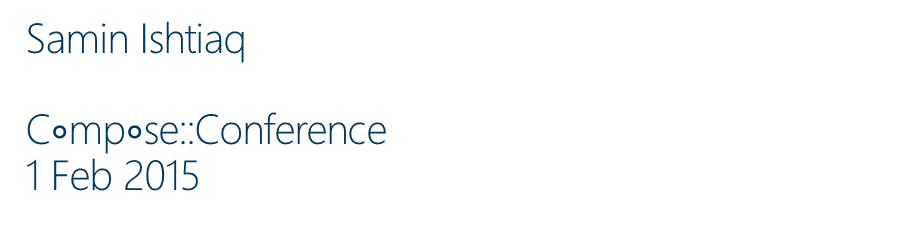 Samin Ishtiaq
C∘mp∘se::Conference
1 Feb 2015